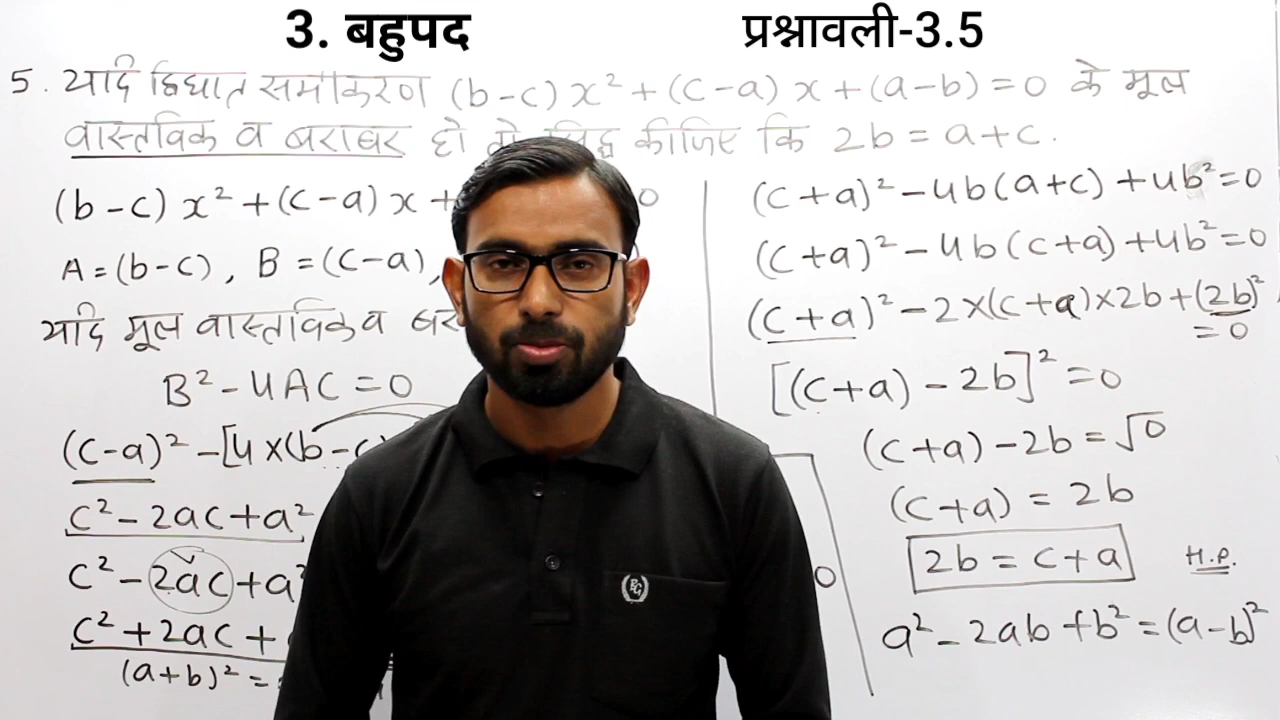 3. बहुपद
प्रश्नावली-3.5
5. यदि द्विघात समीकरण (b-c) x² + (c-a) x + (a-b) = 0 के मूल
वास्तविक व बराबर हो सिद्ध कीजिए कि 2b = a+c.
(b-c) x² + (c-a) x +
A = (b-c), B = (c-a),
यदि मूल वास्तविक व
B² - 4AC = 0
(c-a)² - [4 × (b-c)
c² - 2ac + a²
c² - 2ac + a²
c² + 2ac +
(a+b)² =
(c+a)² - 4b(a+c) + 4b² = 0
(c+a)² - 4b(c+a) + 4b² = 0
(c+a)² - 2×(c+a)×2b + (2b)²
= 0
[(c+a) - 2b]² = 0
(c+a) - 2b = √0
(c+a) = 2b
2b = c+a
H.P.
a² - 2ab + b² = (a-b)²